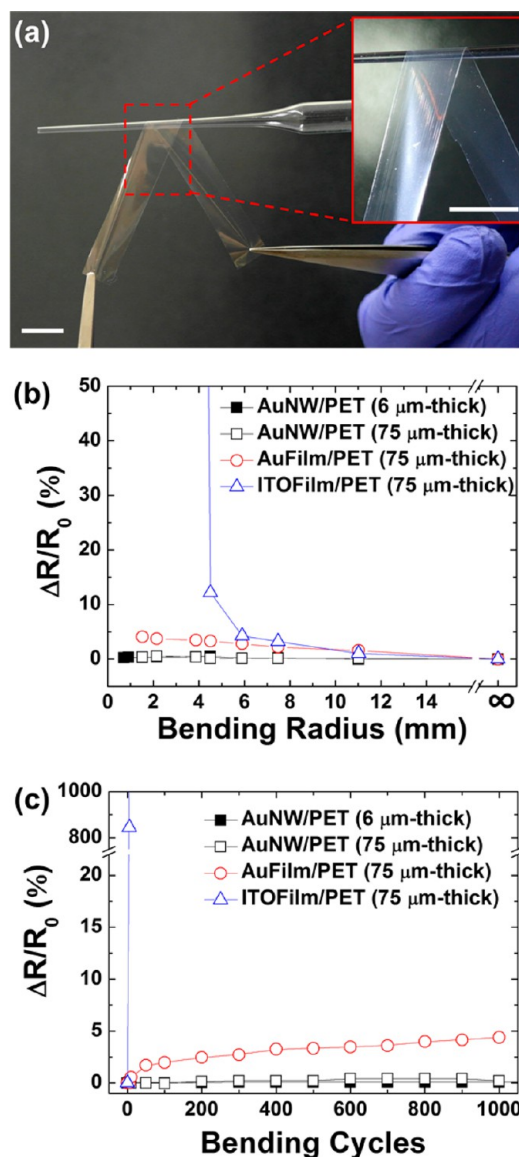 (a)
(b)
50
40
30
20
10
0
ΔR/R0 (%)
AuNW/PET (6 μm-thick)
AuNW/PET (75 μm-thick)
AuFilm/PET (75 μm-thick)
ITOFilm/PET (75 μm-thick)
0 2 4 6 8 10 12 14 ∞
Bending Radius (mm)
(c)
1000
800
20
15
10
5
0
ΔR/R0 (%)
AuNW/PET (6 μm-thick)
AuNW/PET (75 μm-thick)
AuFilm/PET (75 μm-thick)
ITOFilm/PET (75 μm-thick)
0 200 400 600 800 1000
Bending Cycles